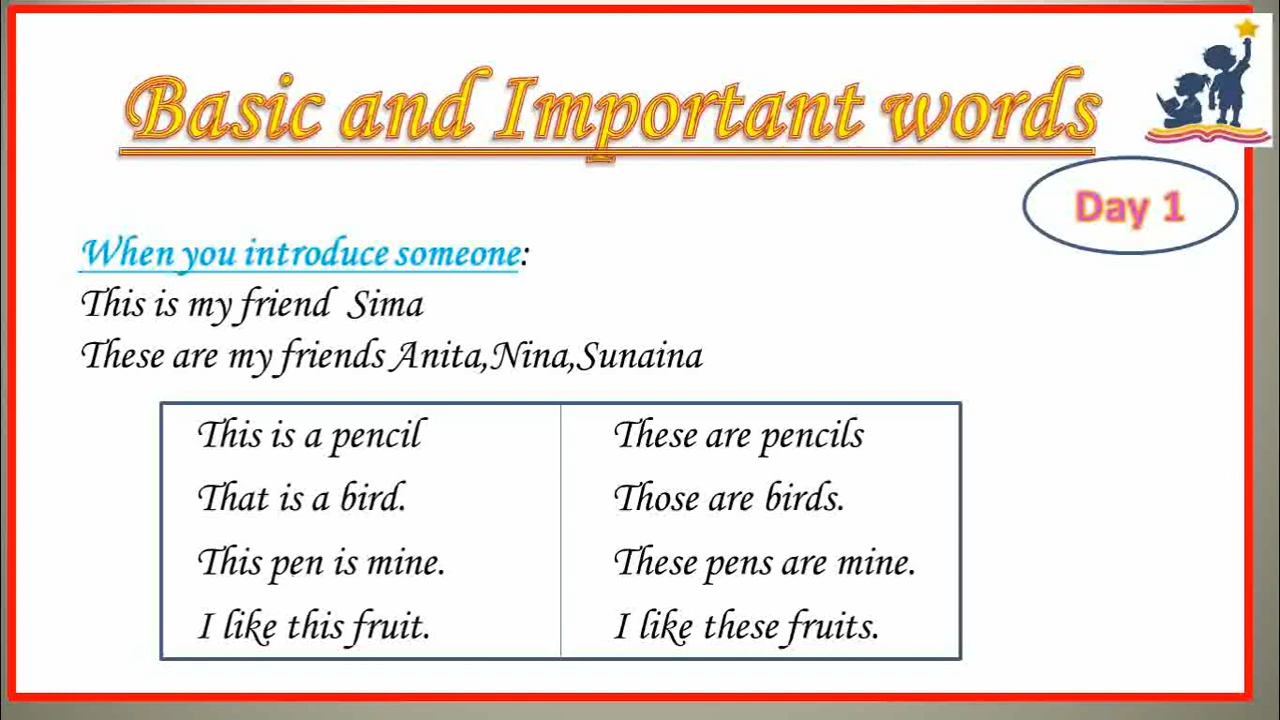 Basic and Important words
Day 1
When you introduce someone:
This is my friend Sima
These are my friends Anita,Nina,Sunaina
This is a pencil These are pencils
That is a bird. Those are birds.
This pen is mine. These pens are mine.
I like this fruit. I like these fruits.